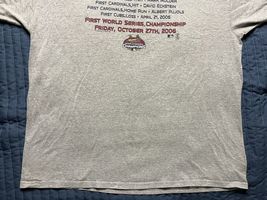 First Cardinals Hit • David Eckstein
First Cardinals Home Run • Albert Pujols
First Cubs Loss • April 21, 2006
First World Series Championship
Friday, October 27th, 2006